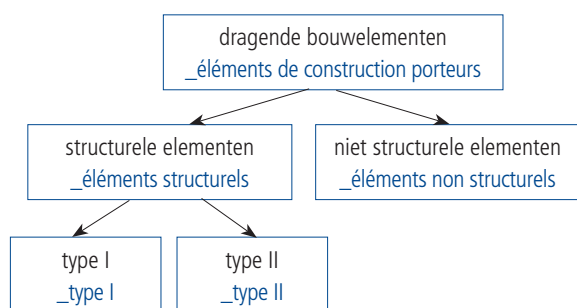 dragende bouwelementen
_éléments de construction porteurs
structurele elementen
_éléments structurels
niet structurele elementen
_éléments non structurels
type I
_type I
type II
_type II